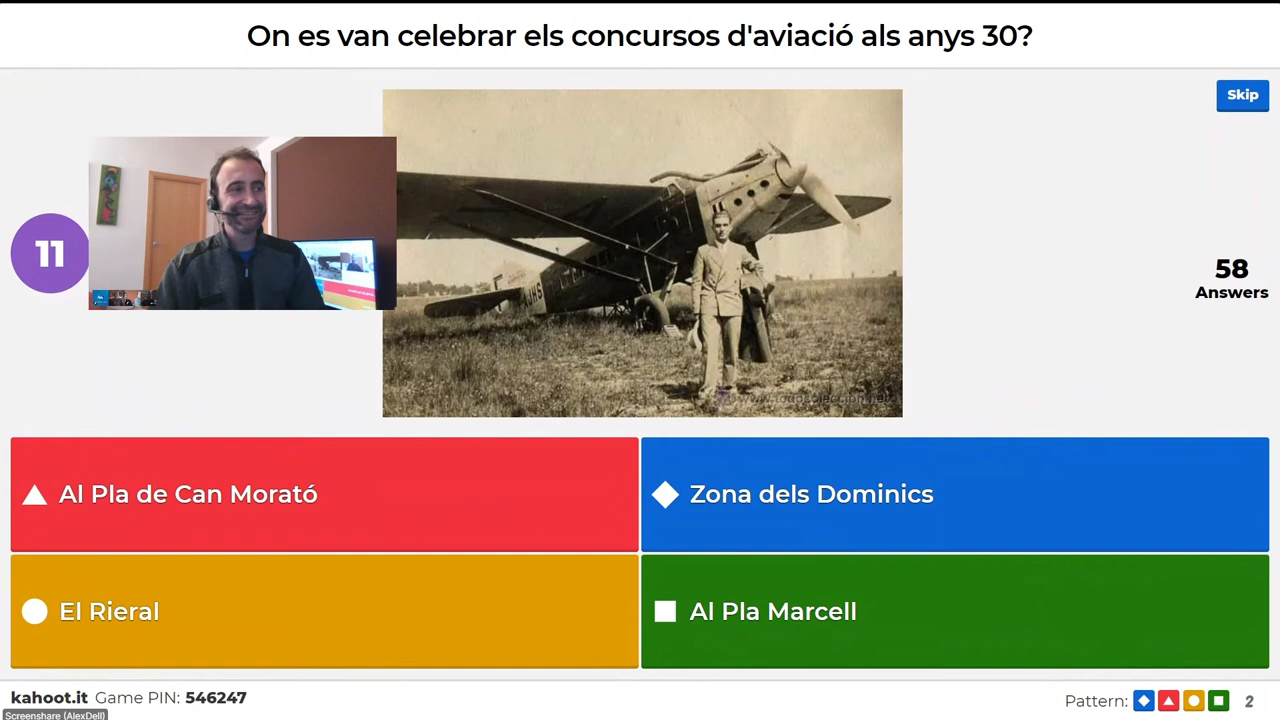 On es van celebrar els concursos d'aviació als anys 30?
Skip
11
58
Answers
Al Pla de Can Morató
Zona dels Dominics
El Rieral
Al Pla Marcell
kahoot.it Game PIN: 546247
Pattern: 2
Screenshare (AlexDell)